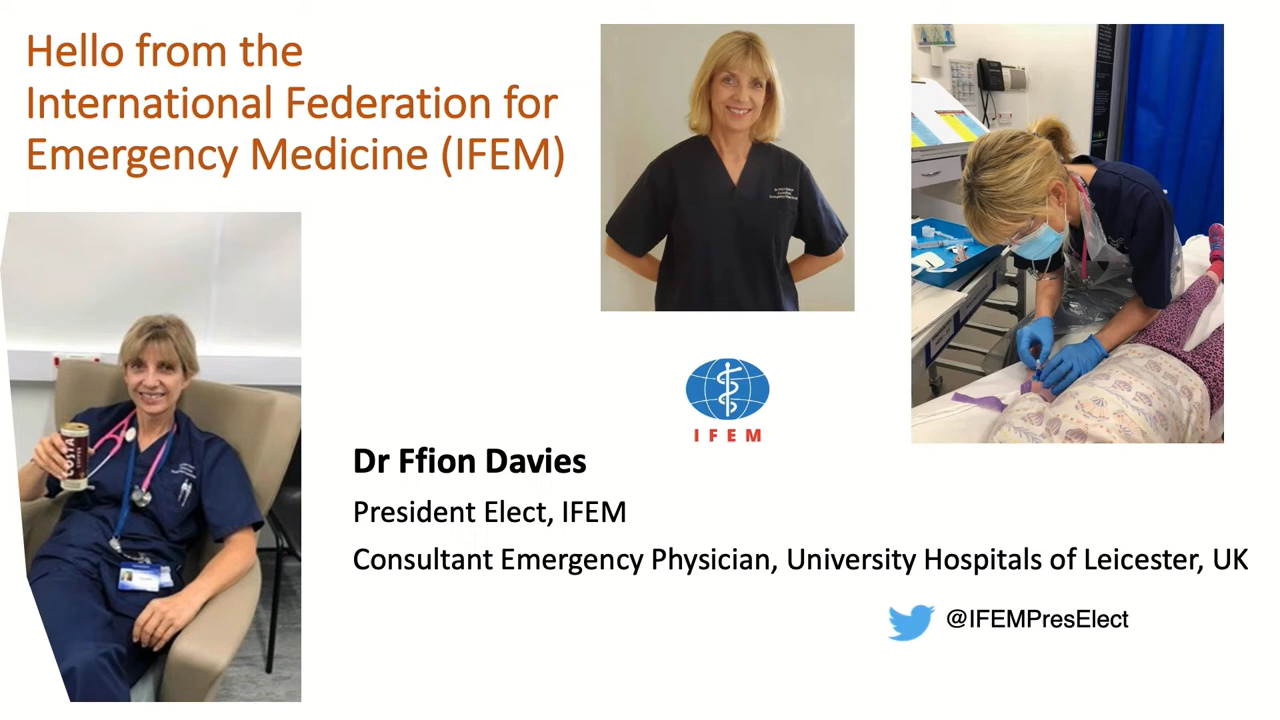 Hello from the
International Federation for
Emergency Medicine (IFEM)
COSTA
IFEM
Dr Ffion Davies
President Elect, IFEM
Consultant Emergency Physician, University Hospitals of Leicester, UK
@IFEMPresElect